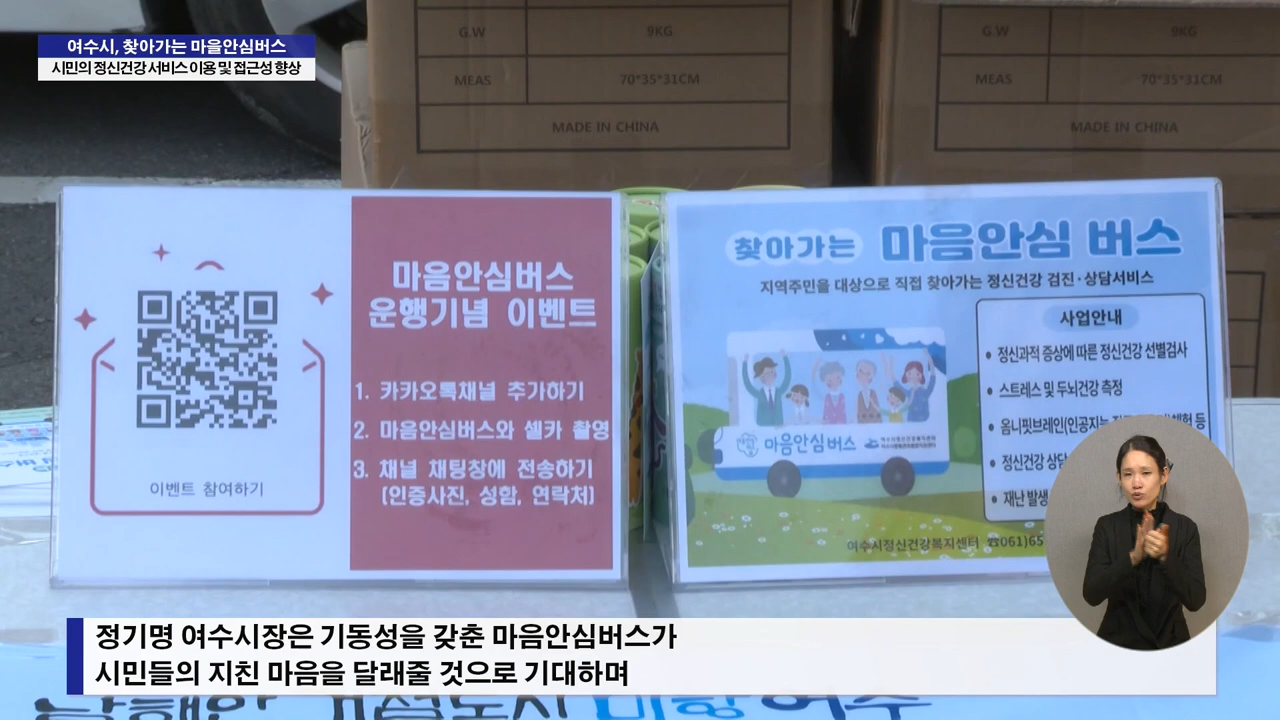 여수시, 찾아가는 마을안심버스
시민의 정신건강 서비스 이용 및 접근성 향상
G.W 9KG
MEAS 70*35*31CM
MADE IN CHINA
G.W 9KG
MEAS 70*35*31CM
MADE IN CHINA
이벤트 참여하기
마음안심버스
운행기념 이벤트
1. 카카오톡채널 추가하기
2. 마음안심버스와 셀카 촬영
3. 채널 채팅창에 전송하기
(인증사진, 성함, 연락처)
찾아가는 마음안심 버스
지역주민을 대상으로 직접 찾아가는 정신건강 검진·상담서비스
사업안내
• 정신과적 증상에 따른 정신건강 선별검사
• 스트레스 및 두뇌건강 측정
• 옴니핏브레인(인공지능 체험 등
• 정신건강 상담
• 재난 발생
마음안심버스
여수시정신건강복지센터 ☎061)65
정기명 여수시장은 기동성을 갖춘 마음안심버스가
시민들의 지친 마음을 달래줄 것으로 기대하며